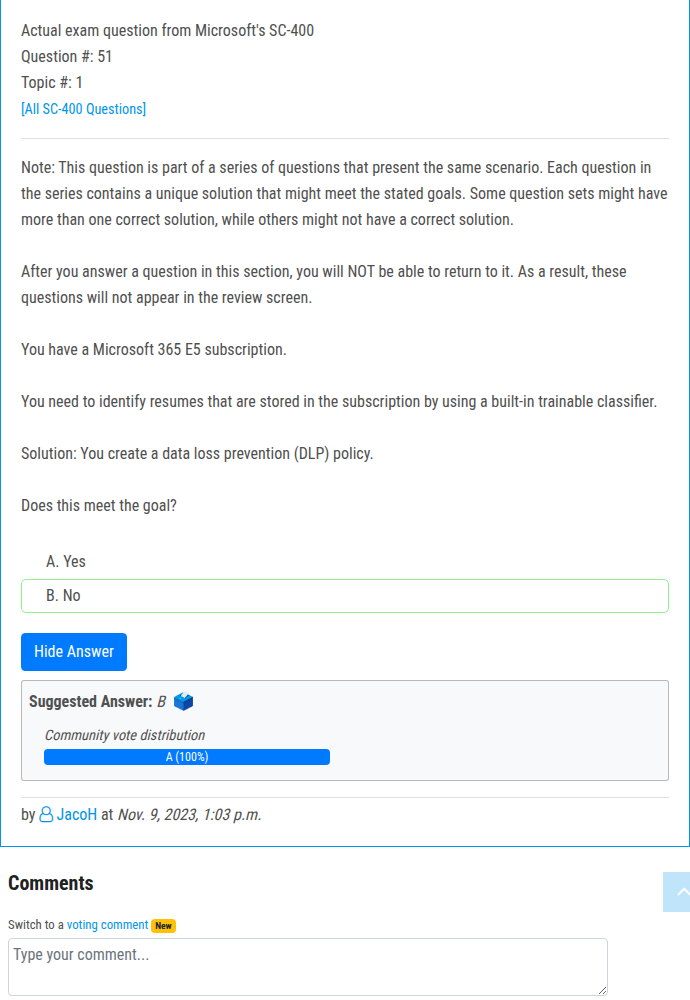 Actual exam question from Microsoft's SC-400
Question #: 51
Topic #: 1
[All SC-400 Questions]
Note: This question is part of a series of questions that present the same scenario. Each question in
the series contains a unique solution that might meet the stated goals. Some question sets might have
more than one correct solution, while others might not have a correct solution.
After you answer a question in this section, you will NOT be able to return to it. As a result, these
questions will not appear in the review screen.
You have a Microsoft 365 E5 subscription.
You need to identify resumes that are stored in the subscription by using a built-in trainable classifier.
Solution: You create a data loss prevention (DLP) policy.
Does this meet the goal?
A. Yes
B. No
Hide Answer
Suggested Answer: B
Community vote distribution
A (100%)
by JacoH at Nov. 9, 2023, 1:03 p.m.
Comments
Switch to a voting comment New
Type your comment...